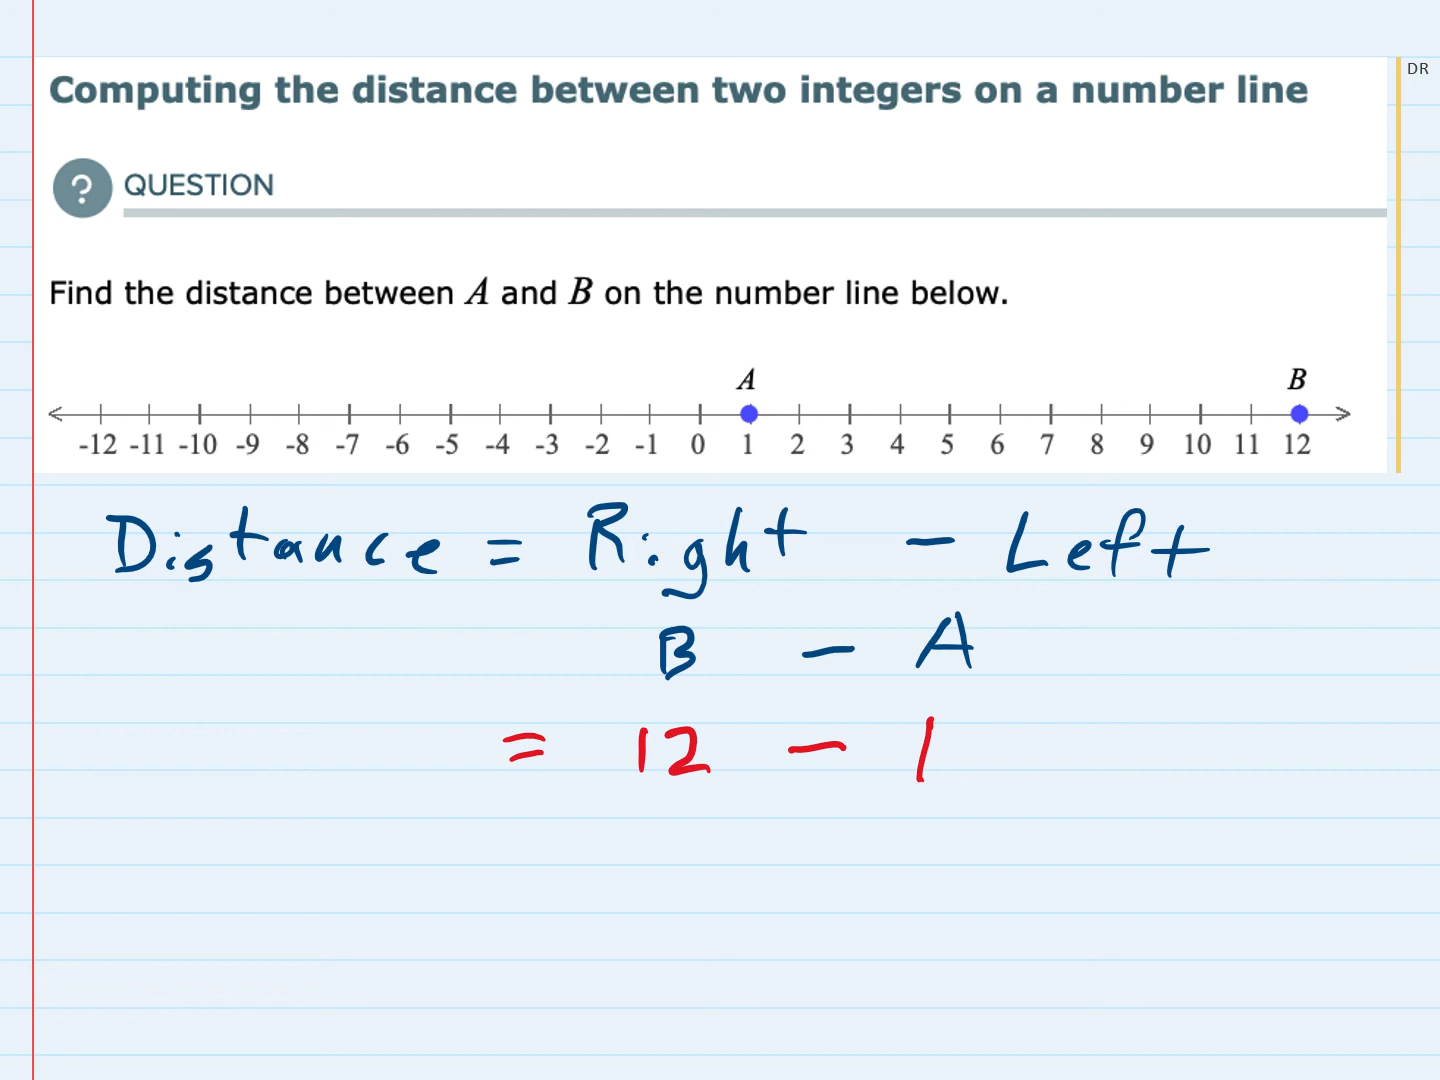 Computing the distance between two integers on a number line
DR
? QUESTION
Find the distance between A and B on the number line below.
A B
-12 -11 -10 -9 -8 -7 -6 -5 -4 -3 -2 -1 0 1 2 3 4 5 6 7 8 9 10 11 12
Distance = Right - Left
B - A
= 12 - 1